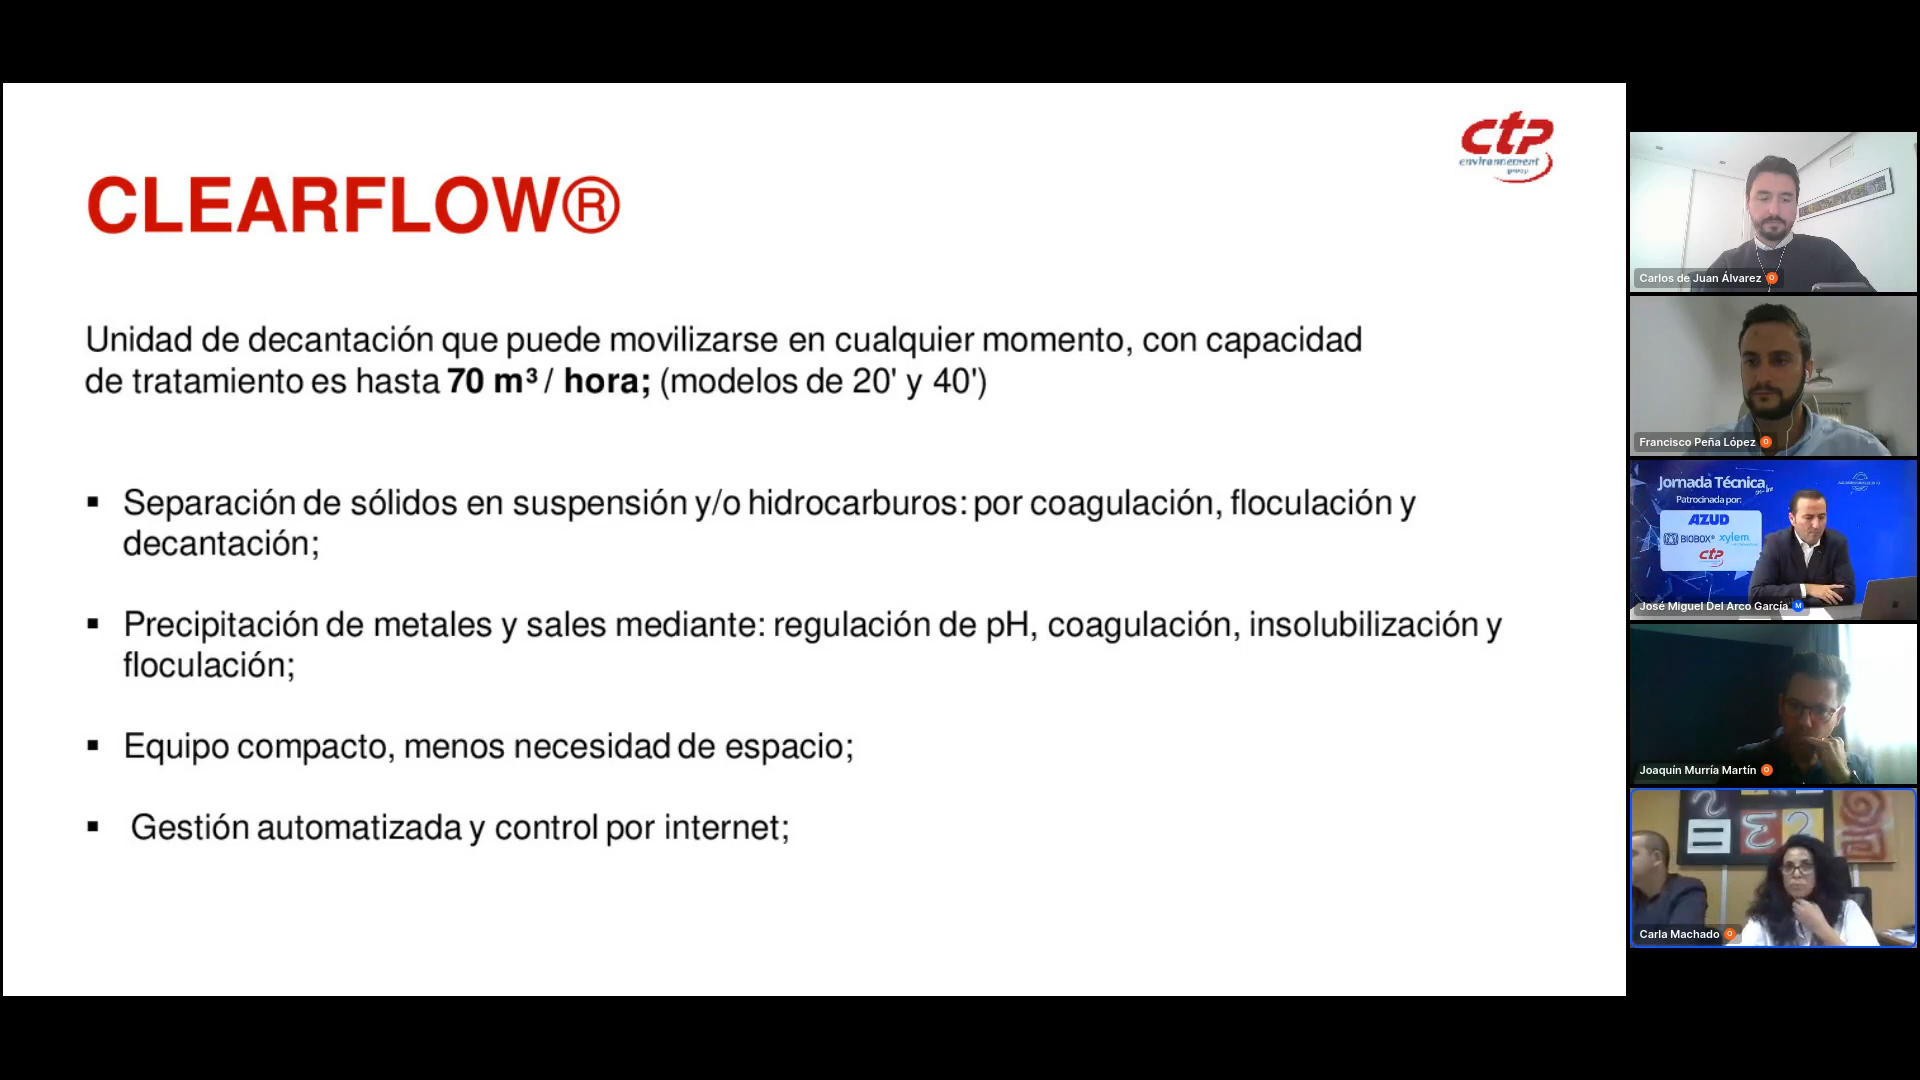 ctp
environnement
group
CLEARFLOW®
Unidad de decantación que puede movilizarse en cualquier momento, con capacidad
de tratamiento es hasta 70 m³ / hora; (modelos de 20' y 40')
▪ Separación de sólidos en suspensión y/o hidrocarburos: por coagulación, floculación y
decantación;
▪ Precipitación de metales y sales mediante: regulación de pH, coagulación, insolubilización y
floculación;
▪ Equipo compacto, menos necesidad de espacio;
▪ Gestión automatizada y control por internet;
Carlos de Juan Álvarez
Francisco Peña López
Jornada Técnica
on-line
Patrocinada por:
AZUD
BIOBOX® xylem
ctp
José Miguel Del Arco García
Joaquín Murría Martín
Carla Machado